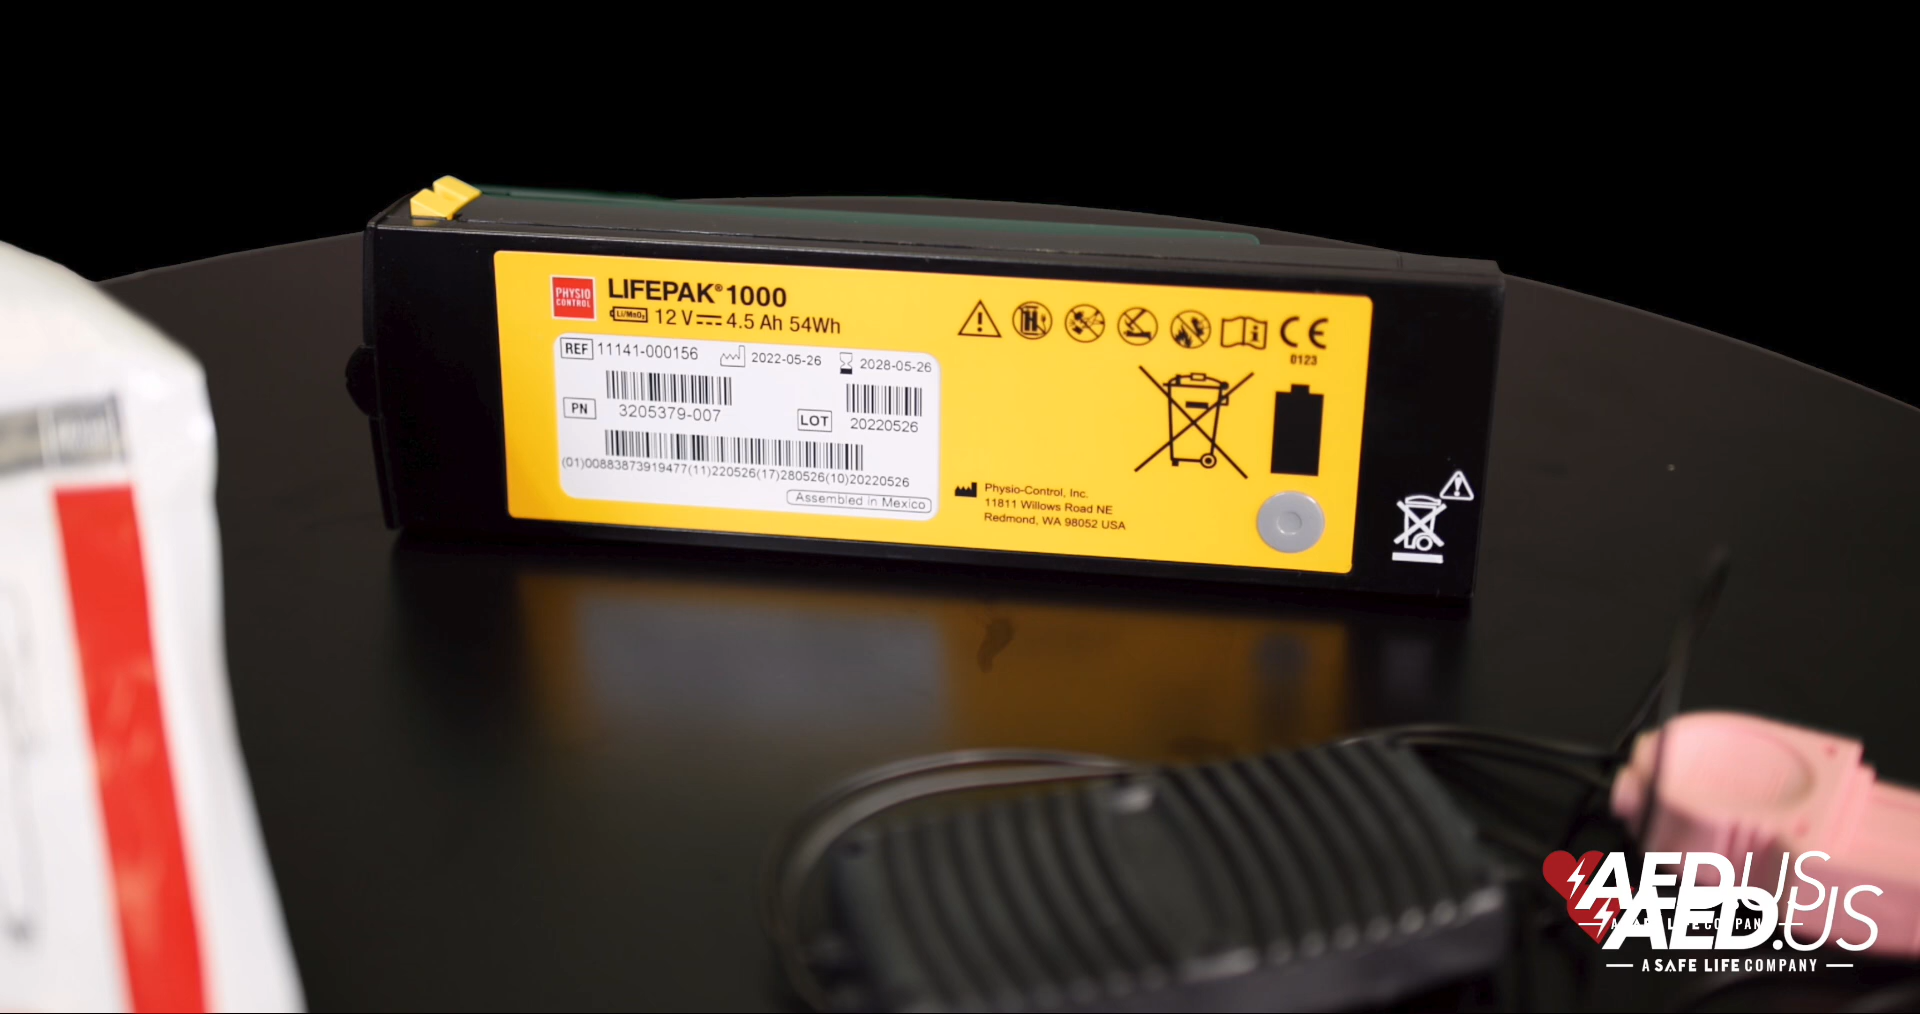 PHYSIO
CONTROL
LIFEPAK® 1000
Li/MnO₂ 12 V 4.5 Ah 54Wh
REF 11141-000156 2022-05-26 2028-05-26
PN 3205379-007 LOT 20220526
(01)00883873919477(11)220526(17)280526(10)20220526
Assembled in Mexico
CE
0123
Physio-Control, Inc.
11811 Willows Road NE
Redmond, WA 98052 USA
AED.US
AED.US
A SAFE LIFE COMPANY